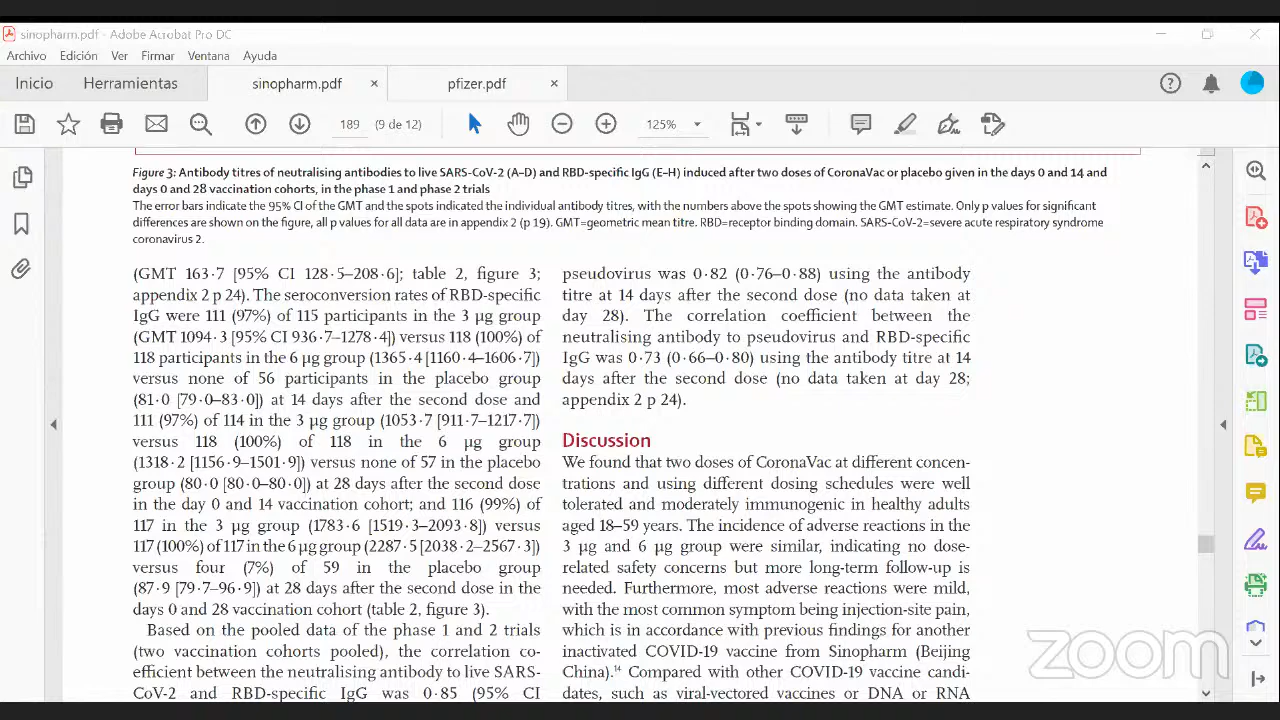 sinopharm.pdf - Adobe Acrobat Pro DC
Archivo Edición Ver Firmar Ventana Ayuda
Inicio Herramientas sinopharm.pdf × pfizer.pdf ×
189 (9 de 12) 125%
Figure 3: Antibody titres of neutralising antibodies to live SARS-CoV-2 (A–D) and RBD-specific IgG (E–H) induced after two doses of CoronaVac or placebo given in the days 0 and 14 and
days 0 and 28 vaccination cohorts, in the phase 1 and phase 2 trials
The error bars indicate the 95% CI of the GMT and the spots indicated the individual antibody titres, with the numbers above the spots showing the GMT estimate. Only p values for significant
differences are shown on the figure, all p values for all data are in appendix 2 (p 19). GMT=geometric mean titre. RBD=receptor binding domain. SARS-CoV-2=severe acute respiratory syndrome
coronavirus 2.
(GMT 163·7 [95% CI 128·5–208·6]; table 2, figure 3;
appendix 2 p 24). The seroconversion rates of RBD-specific
IgG were 111 (97%) of 115 participants in the 3 μg group
(GMT 1094·3 [95% CI 936·7–1278·4]) versus 118 (100%) of
118 participants in the 6 μg group (1365·4 [1160·4–1606·7])
versus none of 56 participants in the placebo group
(81·0 [79·0–83·0]) at 14 days after the second dose and
111 (97%) of 114 in the 3 μg group (1053·7 [911·7–1217·7])
versus 118 (100%) of 118 in the 6 μg group
(1318·2 [1156·9–1501·9]) versus none of 57 in the placebo
group (80·0 [80·0–80·0]) at 28 days after the second dose
in the day 0 and 14 vaccination cohort; and 116 (99%) of
117 in the 3 μg group (1783·6 [1519·3–2093·8]) versus
117 (100%) of 117 in the 6 μg group (2287·5 [2038·2–2567·3])
versus four (7%) of 59 in the placebo group
(87·9 [79·7–96·9]) at 28 days after the second dose in the
days 0 and 28 vaccination cohort (table 2, figure 3).
Based on the pooled data of the phase 1 and 2 trials
(two vaccination cohorts pooled), the correlation co-
efficient between the neutralising antibody to live SARS-
CoV-2 and RBD-specific IgG was 0·85 (95% CI
pseudovirus was 0·82 (0·76–0·88) using the antibody
titre at 14 days after the second dose (no data taken at
day 28). The correlation coefficient between the
neutralising antibody to pseudovirus and RBD-specific
IgG was 0·73 (0·66–0·80) using the antibody titre at 14
days after the second dose (no data taken at day 28;
appendix 2 p 24).
Discussion
We found that two doses of CoronaVac at different concen-
trations and using different dosing schedules were well
tolerated and moderately immunogenic in healthy adults
aged 18–59 years. The incidence of adverse reactions in the
3 μg and 6 μg group were similar, indicating no dose-
related safety concerns but more long-term follow-up is
needed. Furthermore, most adverse reactions were mild,
with the most common symptom being injection-site pain,
which is in accordance with previous findings for another
inactivated COVID-19 vaccine from Sinopharm (Beijing
China).¹⁴ Compared with other COVID-19 vaccine candi-
dates, such as viral-vectored vaccines or DNA or RNA
zoom